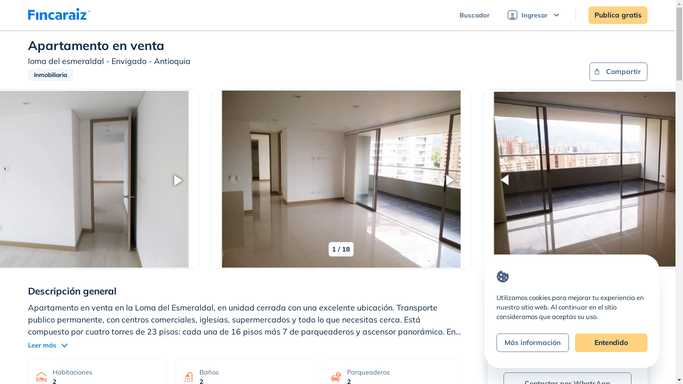 Fincaraiz
Buscador
Ingresar
Publica gratis
Apartamento en venta
loma del esmeraldal - Envigado - Antioquia
Inmobiliaria
Compartir
1 / 18
Descripción general
Apartamento en venta en la Loma del Esmeraldal, en unidad cerrada con una excelente ubicación. Transporte
publico permanente, con centros comerciales, iglesias, supermercados y todo lo que necesitas cerca. Está
compuesto por cuatro torres de 23 pisos: cada una de 16 pisos más 7 de parqueaderos y ascensor panorámico. En...
Leer más
Habitaciones
2
Baños
2
Parqueaderos
2
Utilizamos cookies para mejorar tu experiencia en
nuestro sitio web. Al continuar en el sitio
consideramos que aceptas su uso.
Más información
Entendido
Contactar por WhatsApp